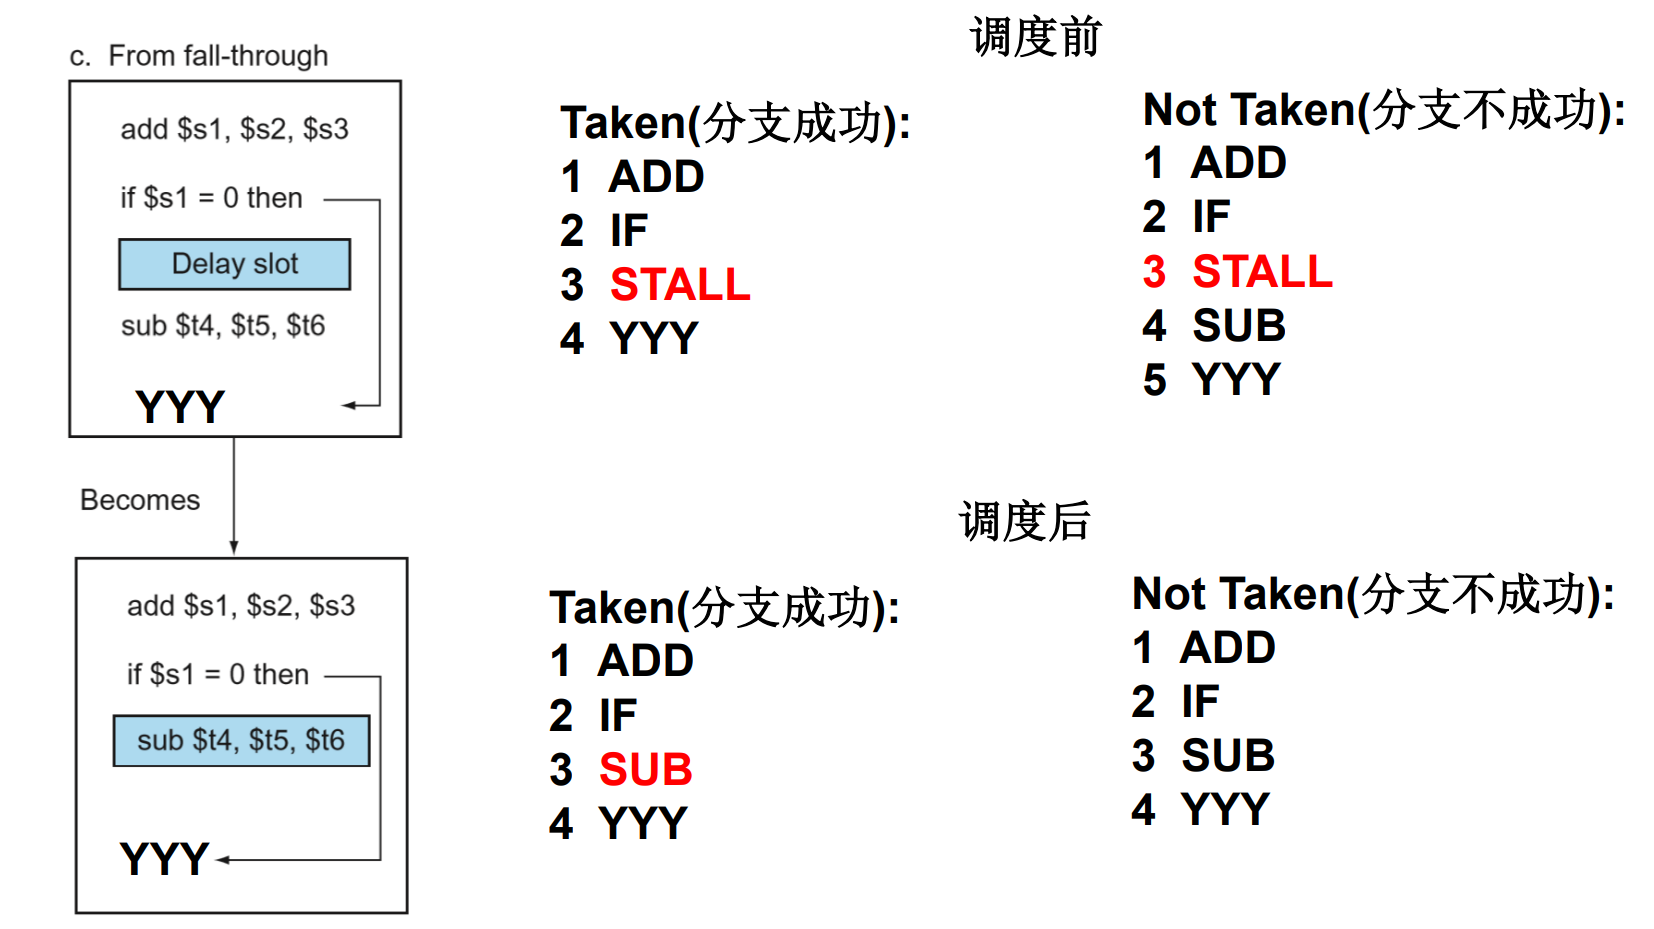 c. From fall-through
add $s1, $s2, $s3
if $s1 = 0 then
Delay slot
sub $t4, $t5, $t6
YYY
Becomes
add $s1, $s2, $s3
if $s1 = 0 then
sub $t4, $t5, $t6
YYY
调度前
Taken(分支成功):
1 ADD
2 IF
3 STALL
4 YYY
Not Taken(分支不成功):
1 ADD
2 IF
3 STALL
4 SUB
5 YYY
调度后
Taken(分支成功):
1 ADD
2 IF
3 SUB
4 YYY
Not Taken(分支不成功):
1 ADD
2 IF
3 SUB
4 YYY